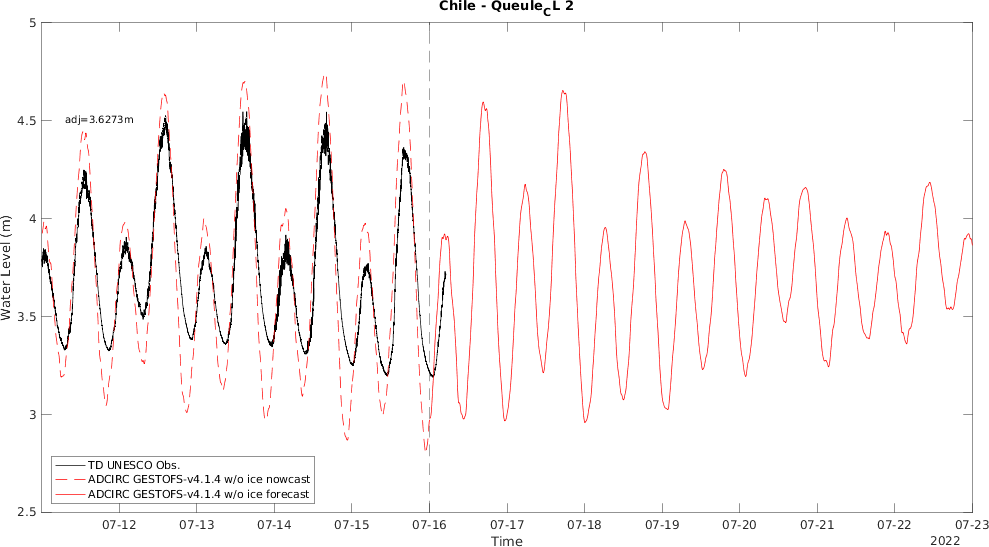 Chile - Queule_CL 2
Water Level (m)
5
4.5
4
3.5
3
2.5
adj=3.6273m
TD UNESCO Obs.
ADCIRC GESTOFS-v4.1.4 w/o ice nowcast
ADCIRC GESTOFS-v4.1.4 w/o ice forecast
07-12 07-13 07-14 07-15 07-16 07-17 07-18 07-19 07-20 07-21 07-22 07-23
Time
2022